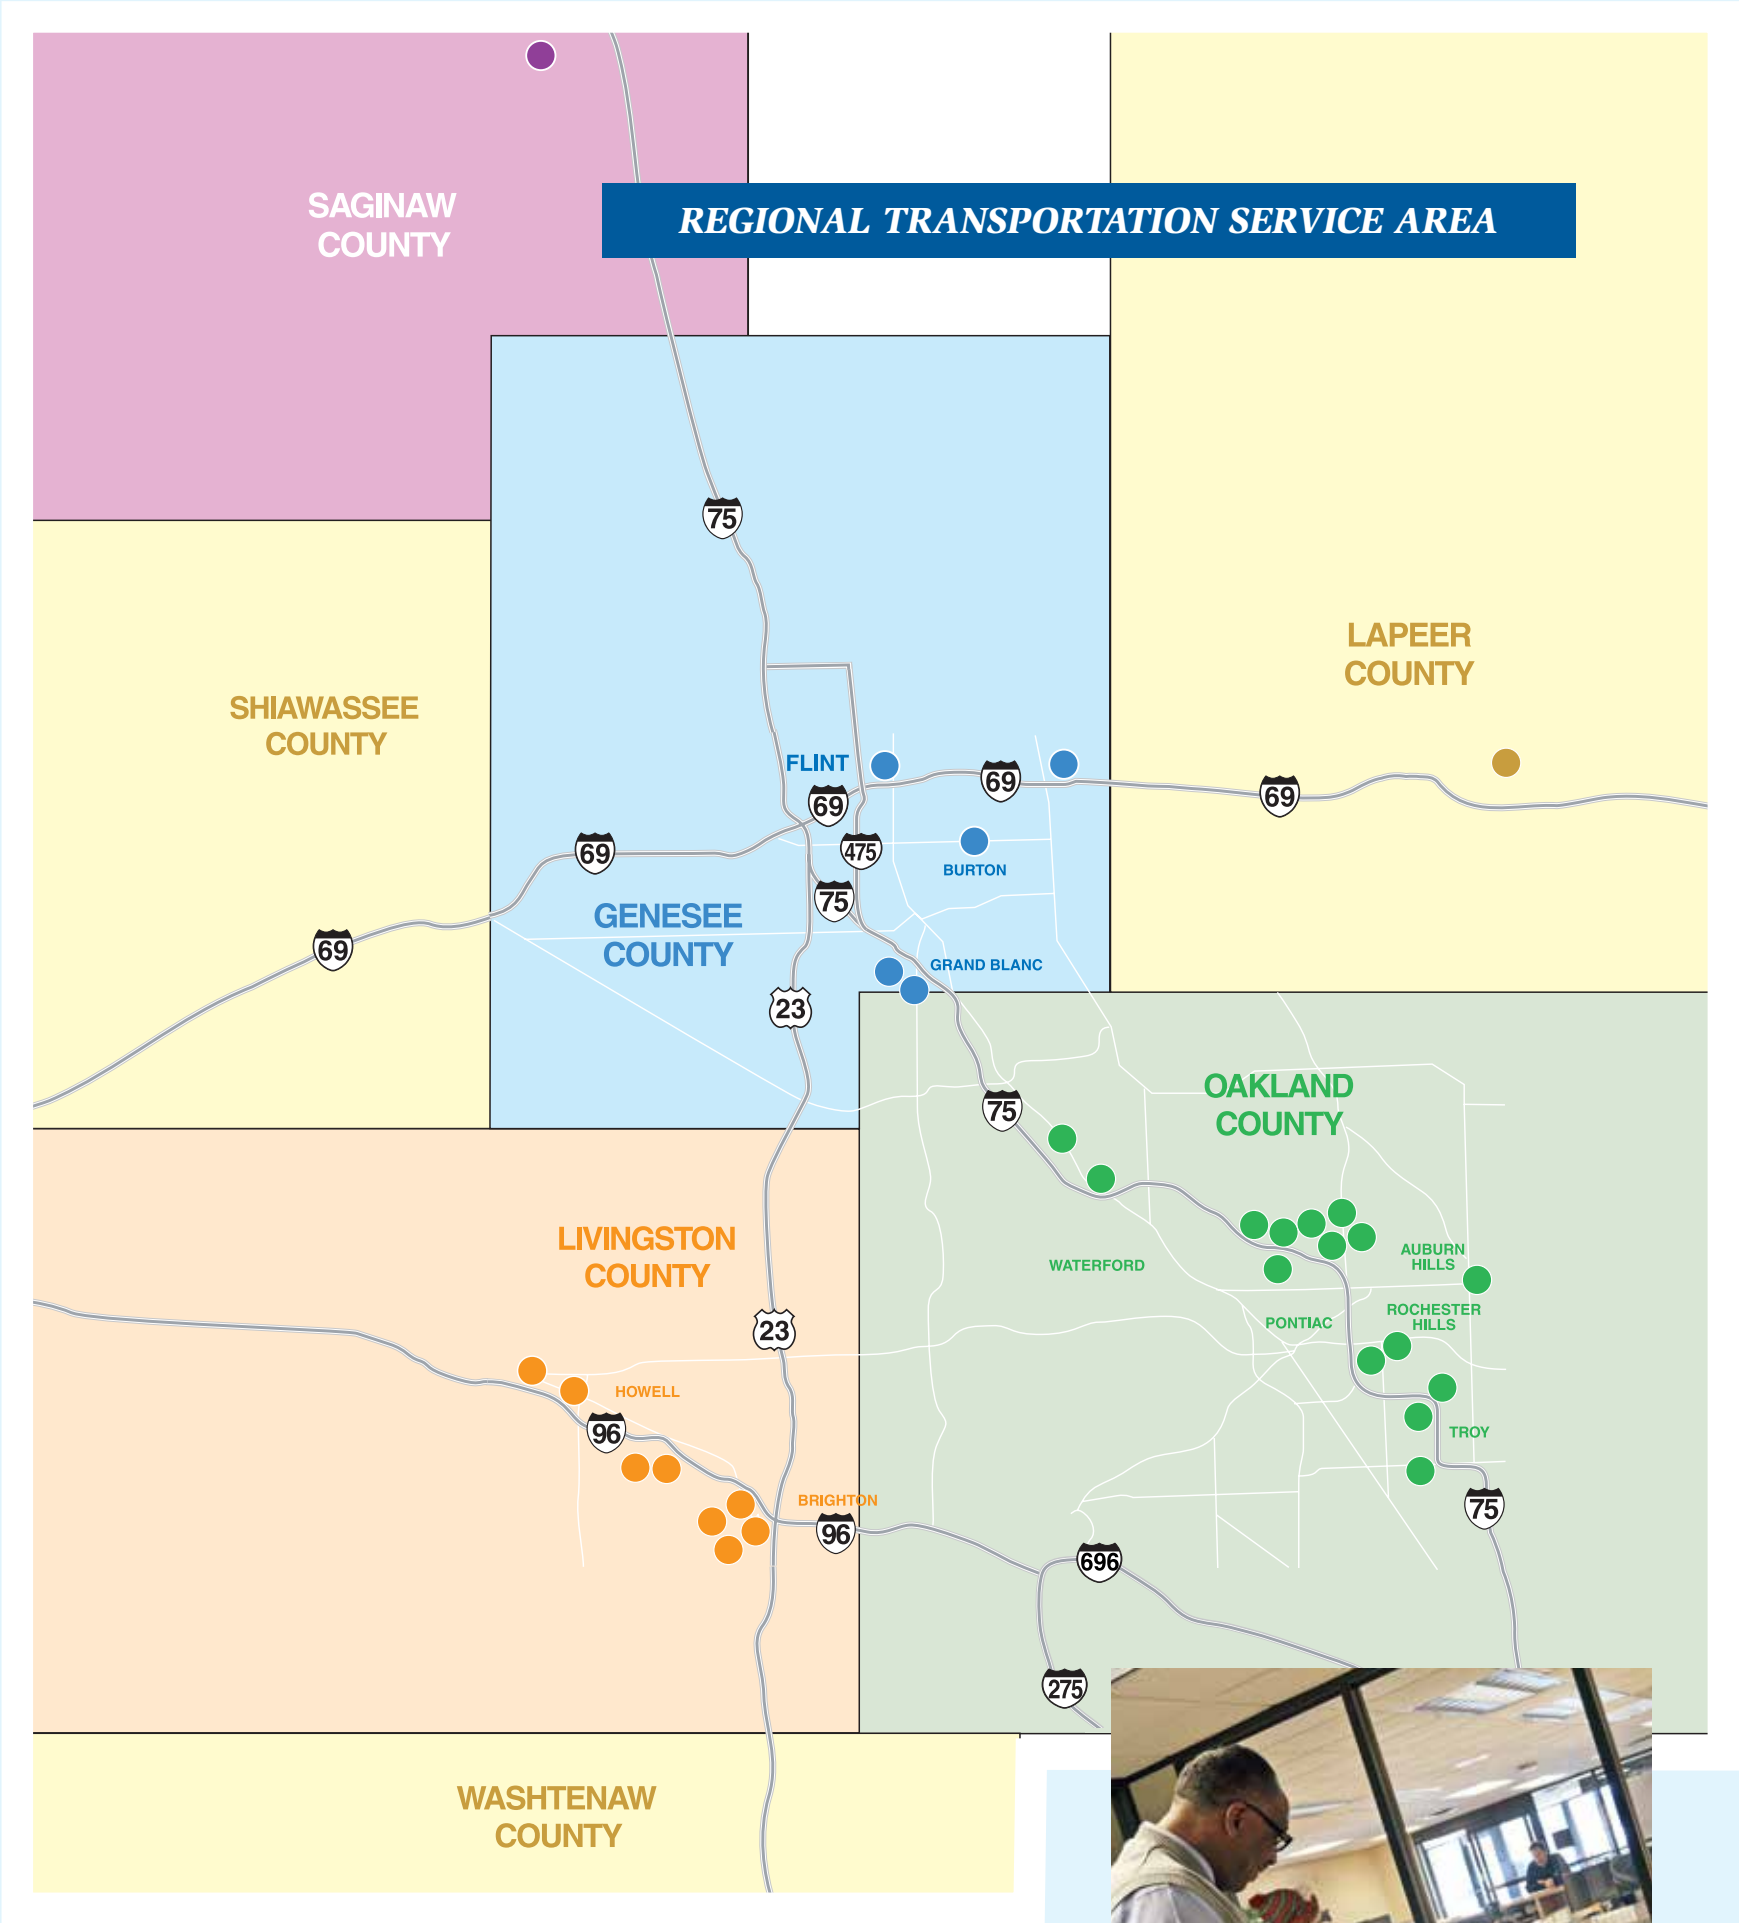 SAGINAW
COUNTY
REGIONAL TRANSPORTATION SERVICE AREA
75
LAPEER
COUNTY
SHIAWASSEE
COUNTY
FLINT
69
69
69
69
475
BURTON
75
GENESEE
COUNTY
69
GRAND BLANC
23
OAKLAND
COUNTY
75
LIVINGSTON
COUNTY
WATERFORD
AUBURN
HILLS
ROCHESTER
HILLS
PONTIAC
23
HOWELL
96
TROY
BRIGHTON
96
75
696
275
WASHTENAW
COUNTY